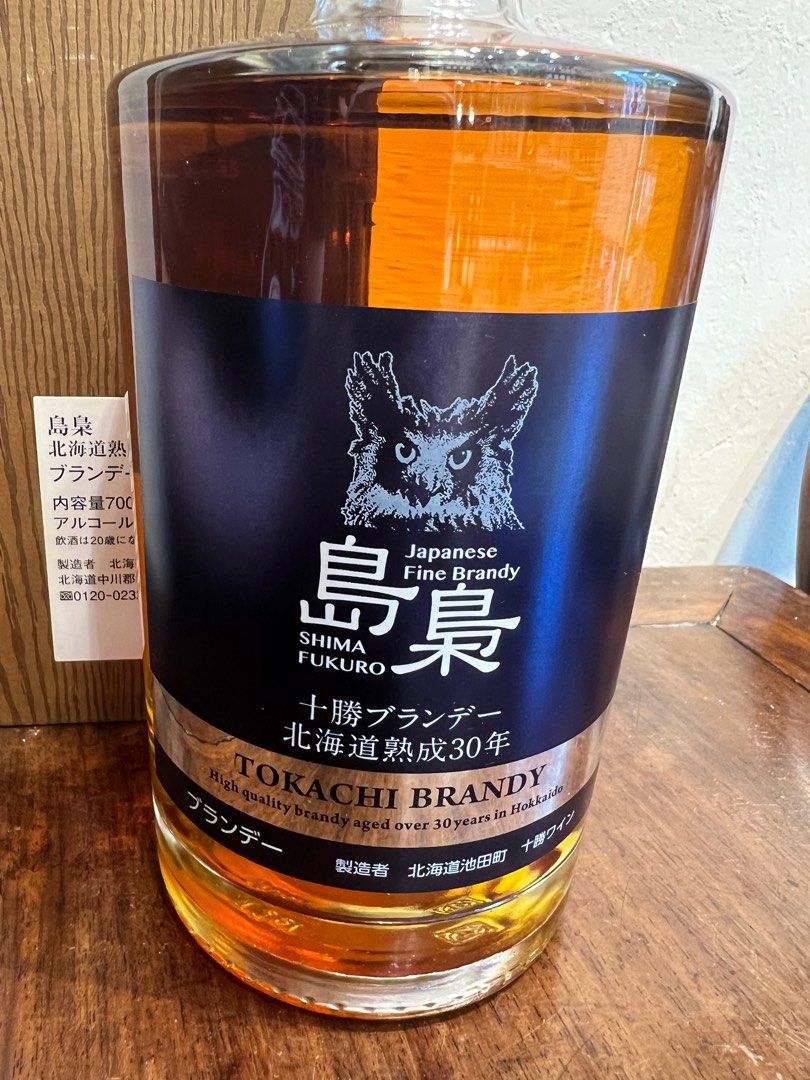 Japanese
Fine Brandy
島梟
SHIMA
FUKURO
十勝ブランデー
北海道熟成30年
TOKACHI BRANDY
High quality brandy aged over 30 years in Hokkaido
ブランデー
製造者 北海道池田町 十勝ワイン
島梟
北海道熟
ブランデー
内容量700
アルコール
飲酒は20歳にな
製造者 北海
北海道中川郡
0120-023